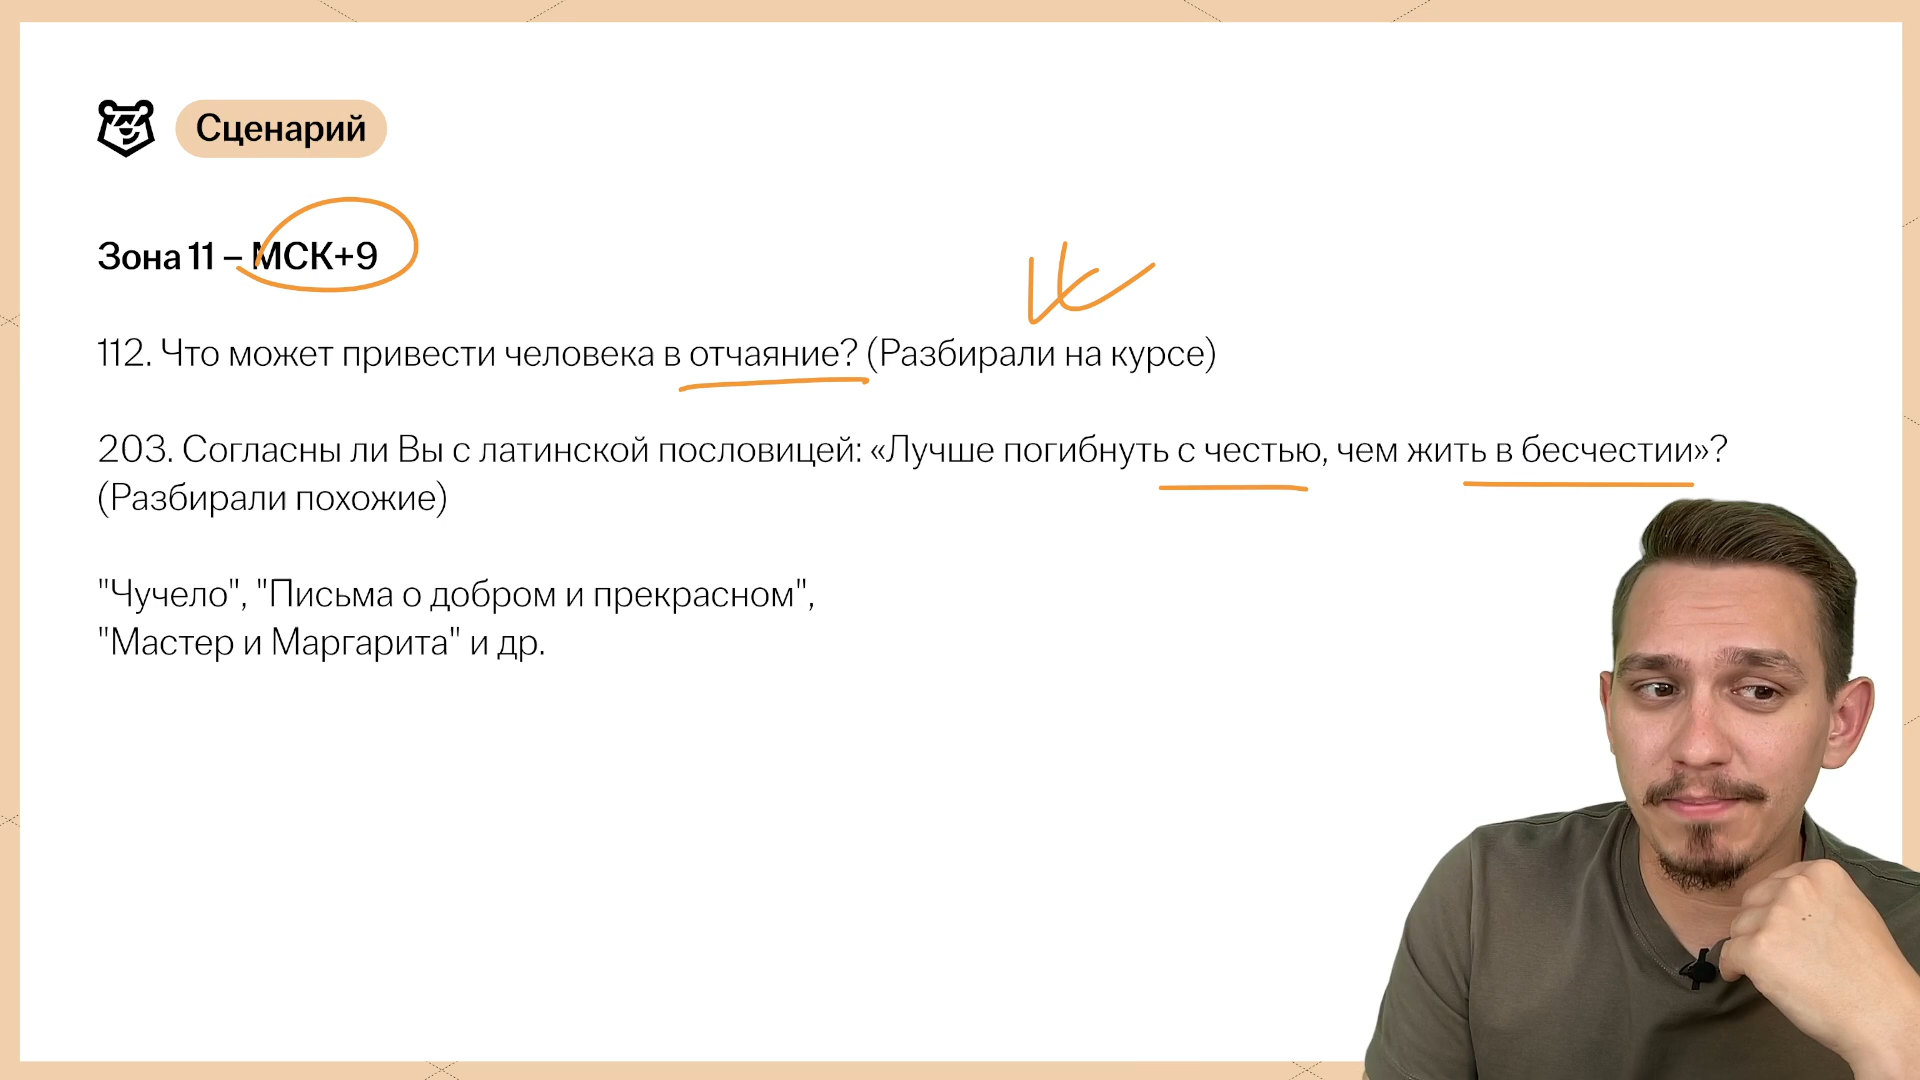 Сценарий
Зона 11 – МСК+9
112. Что может привести человека в отчаяние? (Разбирали на курсе)
203. Согласны ли Вы с латинской пословицей: «Лучше погибнуть с честью, чем жить в бесчестии»?
(Разбирали похожие)
"Чучело", "Письма о добром и прекрасном",
"Мастер и Маргарита" и др.